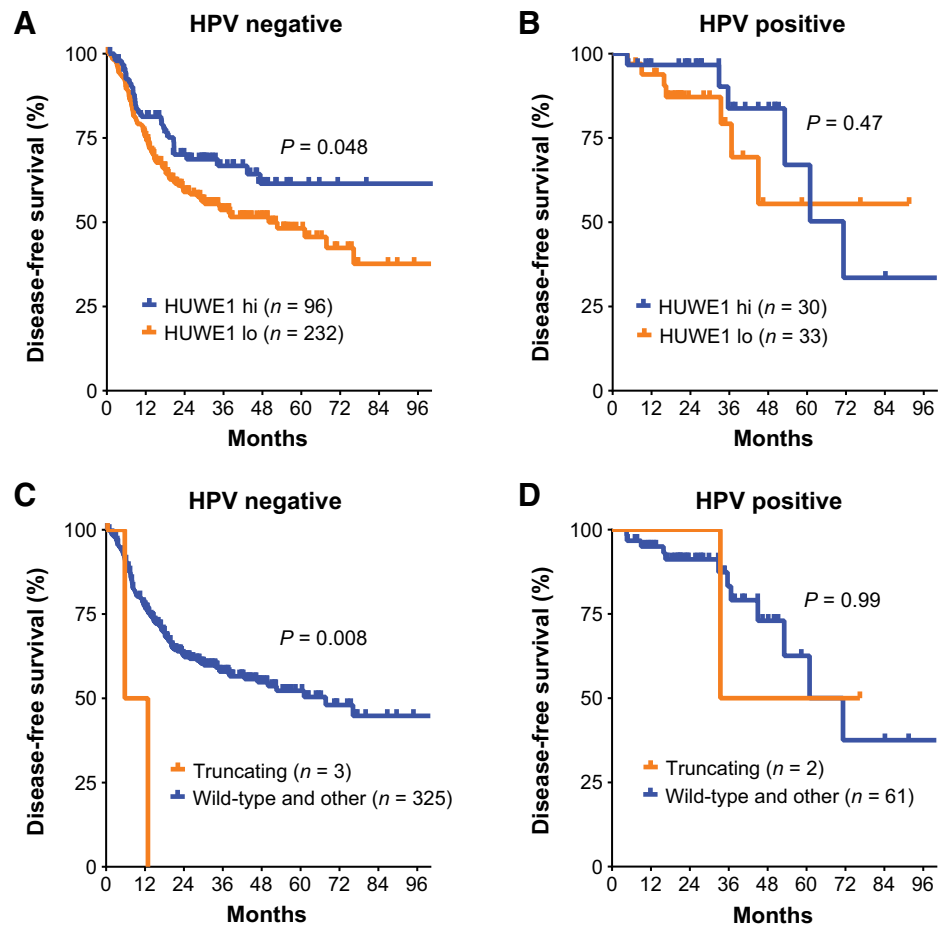 A
HPV negative
Disease-free survival (%)
100
75
50
25
0
P = 0.048
HUWE1 hi (n = 96)
HUWE1 lo (n = 232)
0 12 24 36 48 60 72 84 96
Months
B
HPV positive
Disease-free survival (%)
100
75
50
25
0
P = 0.47
HUWE1 hi (n = 30)
HUWE1 lo (n = 33)
0 12 24 36 48 60 72 84 96
Months
C
HPV negative
Disease-free survival (%)
100
75
50
25
0
P = 0.008
Truncating (n = 3)
Wild-type and other (n = 325)
0 12 24 36 48 60 72 84 96
Months
D
HPV positive
Disease-free survival (%)
100
75
50
25
0
P = 0.99
Truncating (n = 2)
Wild-type and other (n = 61)
0 12 24 36 48 60 72 84 96
Months